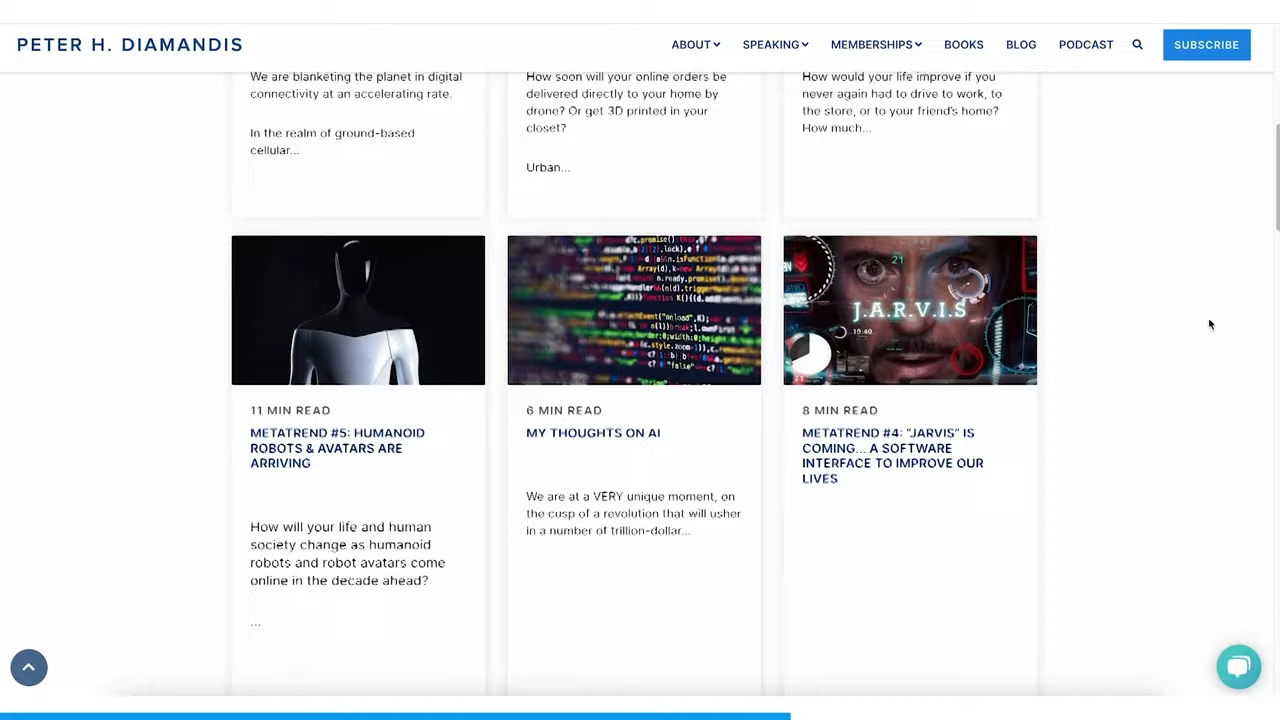 PETER H. DIAMANDIS
ABOUT
SPEAKING
MEMBERSHIPS
BOOKS
BLOG
PODCAST
SUBSCRIBE
We are blanketing the planet in digital
connectivity at an accelerating rate.
In the realm of ground-based
cellular...
How soon will your online orders be
delivered directly to your home by
drone? Or get 3D printed in your
closet?
Urban...
How would your life improve if you
never again had to drive to work, to
the store, or to your friend's home?
How much...
11 MIN READ
METATREND #5: HUMANOID
ROBOTS & AVATARS ARE
ARRIVING
How will your life and human
society change as humanoid
robots and robot avatars come
online in the decade ahead?
...
6 MIN READ
MY THOUGHTS ON AI
We are at a VERY unique moment, on
the cusp of a revolution that will usher
in a number of trillion-dollar...
21
J.A.R.V.I.S
19:40
8 MIN READ
METATREND #4: “JARVIS” IS
COMING... A SOFTWARE
INTERFACE TO IMPROVE OUR
LIVES